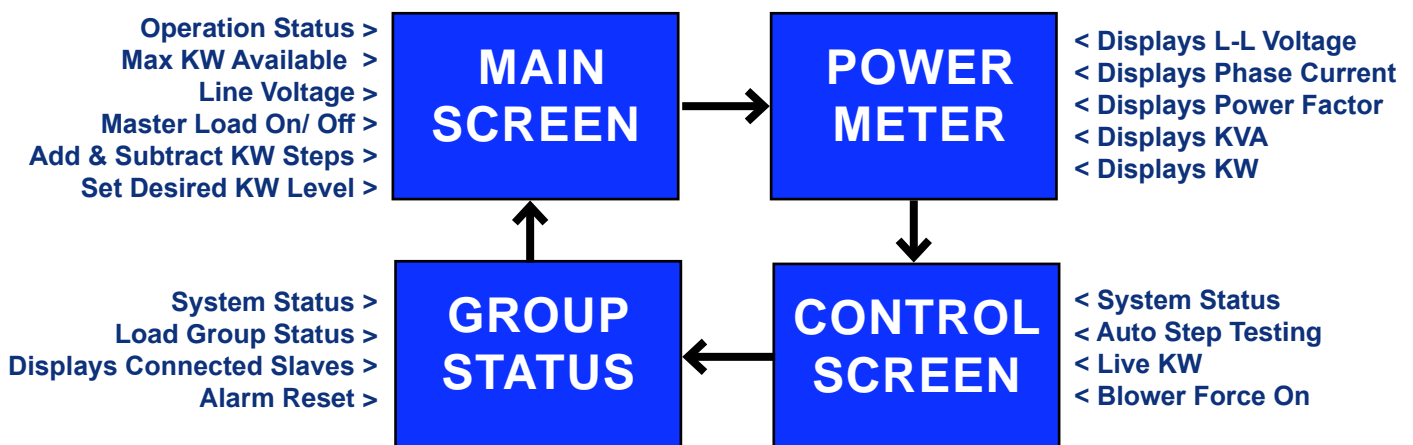 Operation Status >
Max KW Available >
Line Voltage >
Master Load On/ Off >
Add & Subtract KW Steps >
Set Desired KW Level >
MAIN
SCREEN
POWER
METER
< Displays L-L Voltage
< Displays Phase Current
< Displays Power Factor
< Displays KVA
< Displays KW
System Status >
Load Group Status >
Displays Connected Slaves >
Alarm Reset >
GROUP
STATUS
CONTROL
SCREEN
< System Status
< Auto Step Testing
< Live KW
< Blower Force On